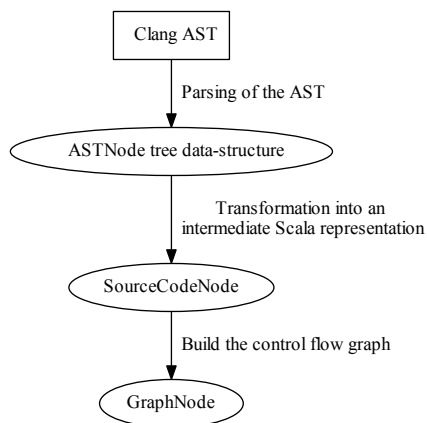 Clang AST
Parsing of the AST
ASTNode tree data-structure
Transformation into an
intermediate Scala representation
SourceCodeNode
Build the control flow graph
GraphNode